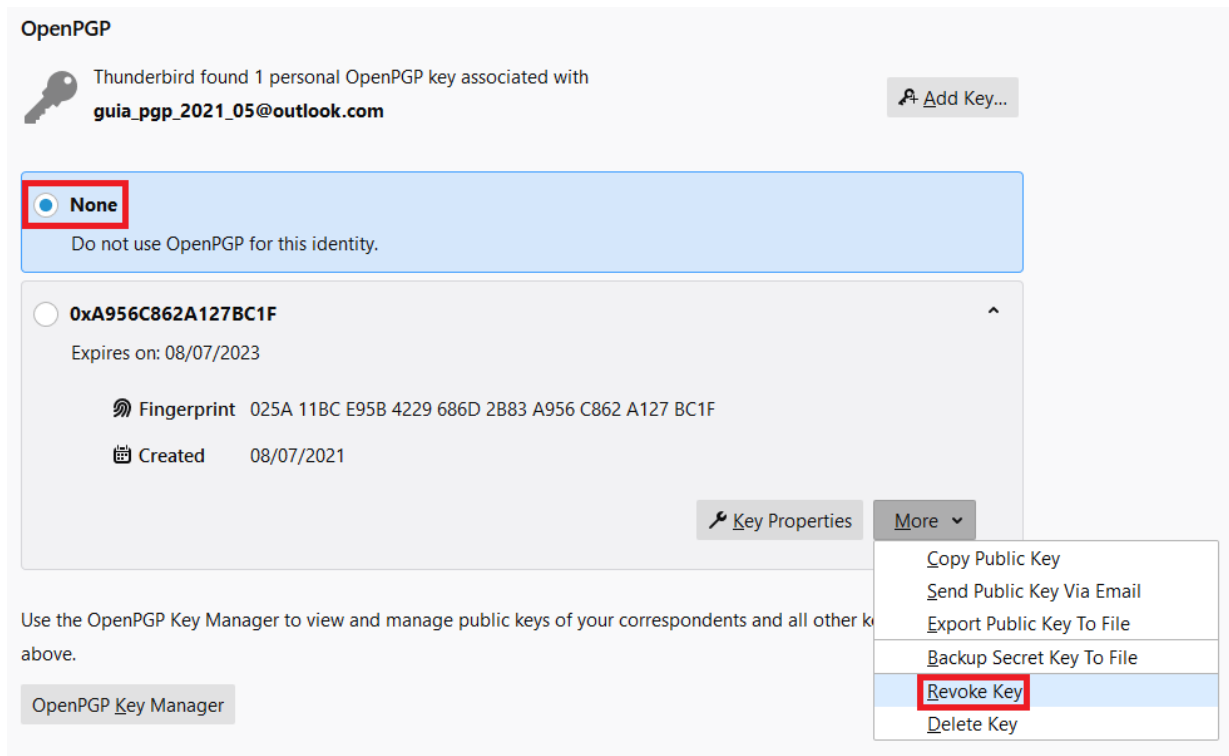 OpenPGP
Thunderbird found 1 personal OpenPGP key associated with
guia_pgp_2021_05@outlook.com
Add Key...
None
Do not use OpenPGP for this identity.
0xA956C862A127BC1F
Expires on: 08/07/2023
Fingerprint 025A 11BC E95B 4229 686D 2B83 A956 C862 A127 BC1F
Created 08/07/2021
Key Properties
More
Copy Public Key
Send Public Key Via Email
Export Public Key To File
Backup Secret Key To File
Revoke Key
Delete Key
Use the OpenPGP Key Manager to view and manage public keys of your correspondents and all other
above.
OpenPGP Key Manager